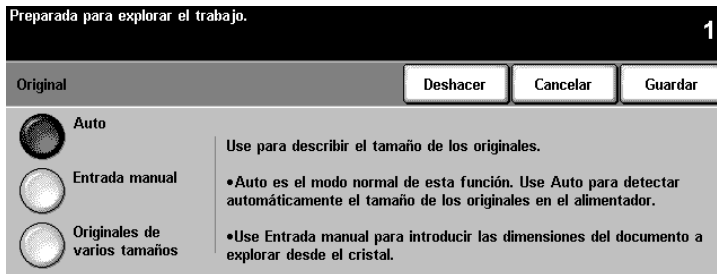 Preparada para explorar el trabajo.
1
Original
Deshacer
Cancelar
Guardar
Auto
Entrada manual
Originales de
varios tamaños
Use para describir el tamaño de los originales.
•Auto es el modo normal de esta función. Use Auto para detectar
automáticamente el tamaño de los originales en el alimentador.
•Use Entrada manual para introducir las dimensiones del documento a
explorar desde el cristal.